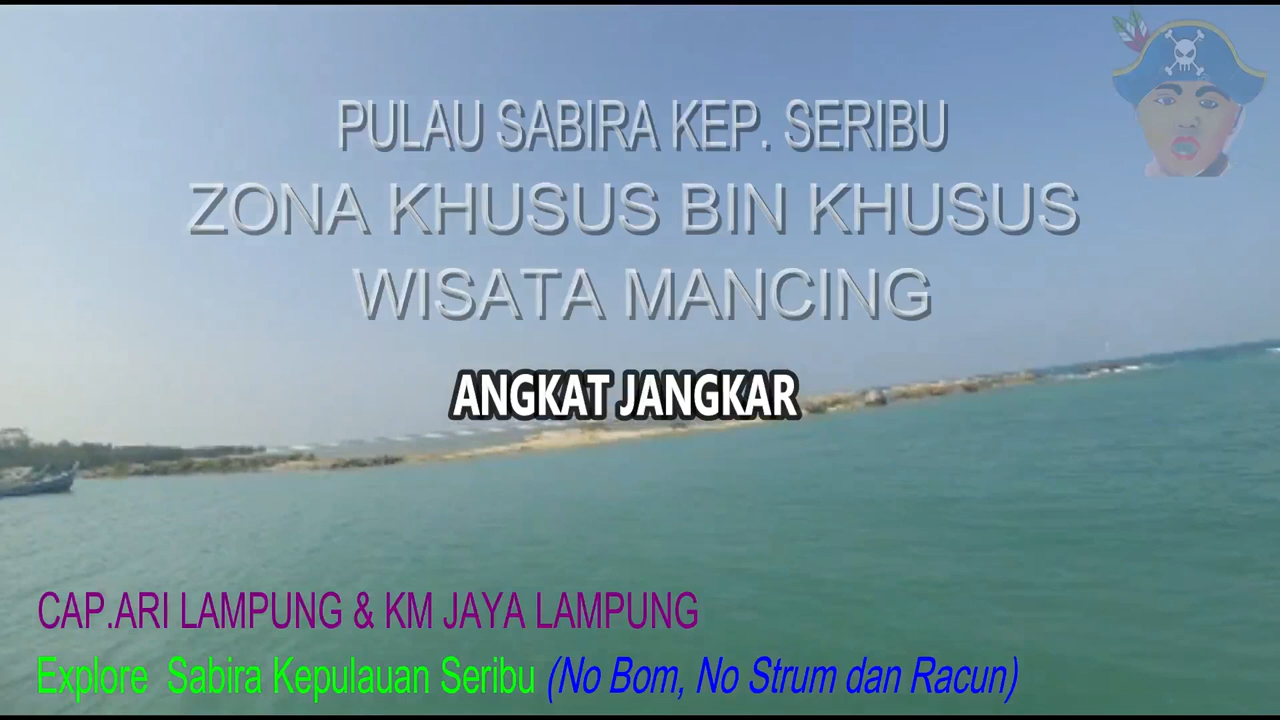 PULAU SABIRA KEP. SERIBU
ZONA KHUSUS BIN KHUSUS
WISATA MANCING
ANGKAT JANGKAR
CAP.ARI LAMPUNG & KM JAYA LAMPUNG
Explore Sabira Kepulauan Seribu (No Bom, No Strum dan Racun)